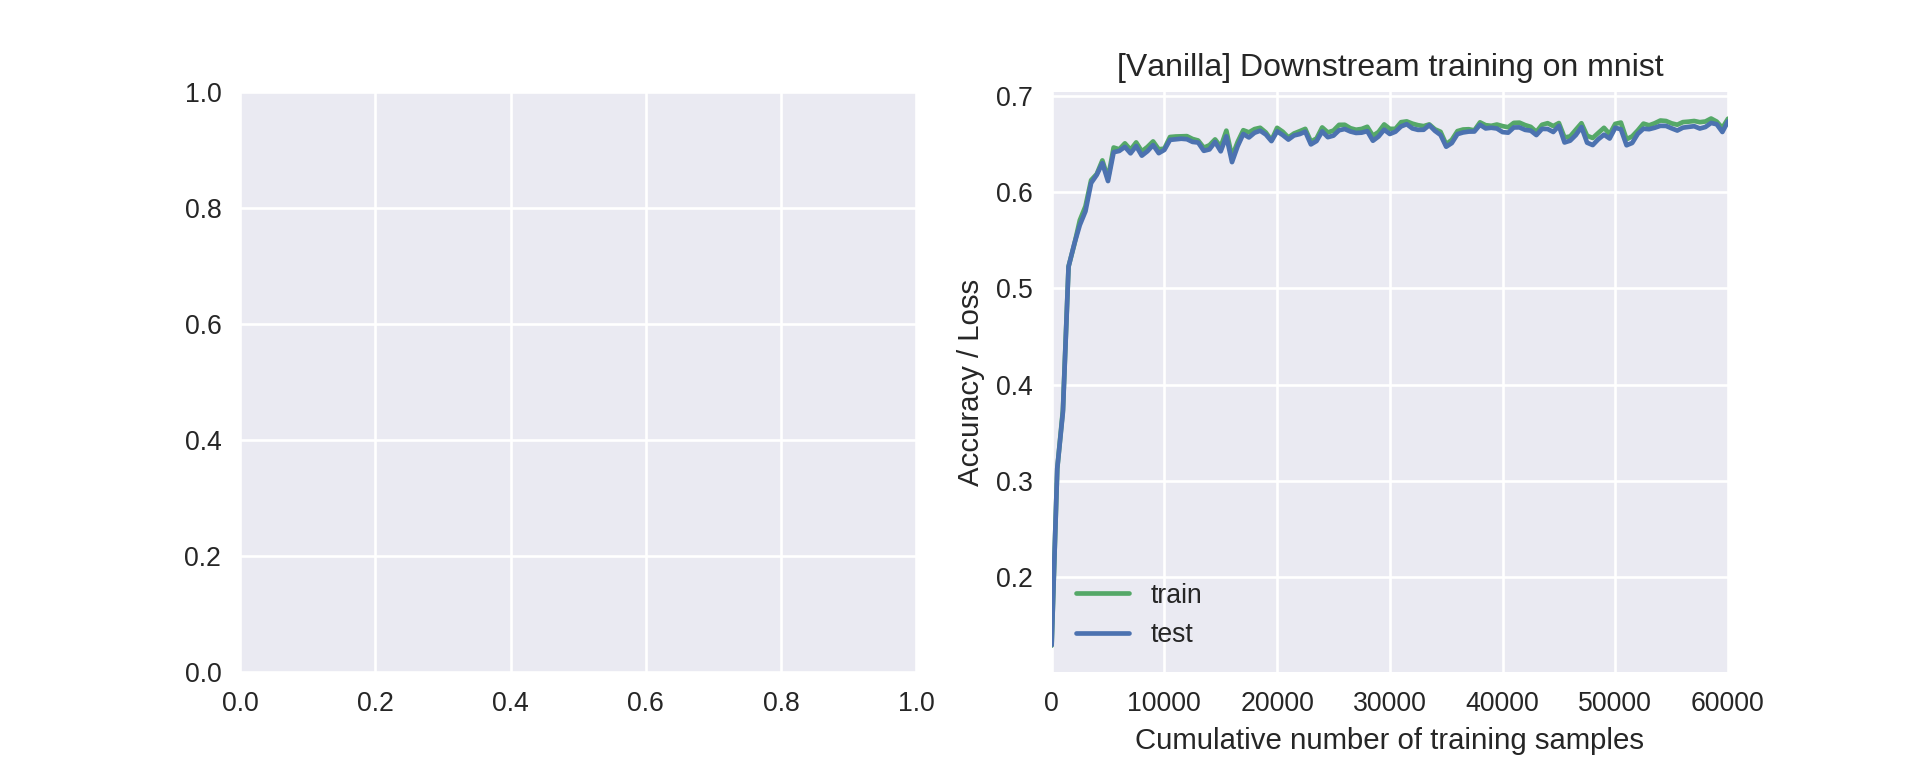 1.0
0.8
0.6
0.4
0.2
0.0
0.0 0.2 0.4 0.6 0.8 1.0
[Vanilla] Downstream training on mnist
Accuracy / Loss
0.7
0.6
0.5
0.4
0.3
0.2
train
test
0 10000 20000 30000 40000 50000 60000
Cumulative number of training samples